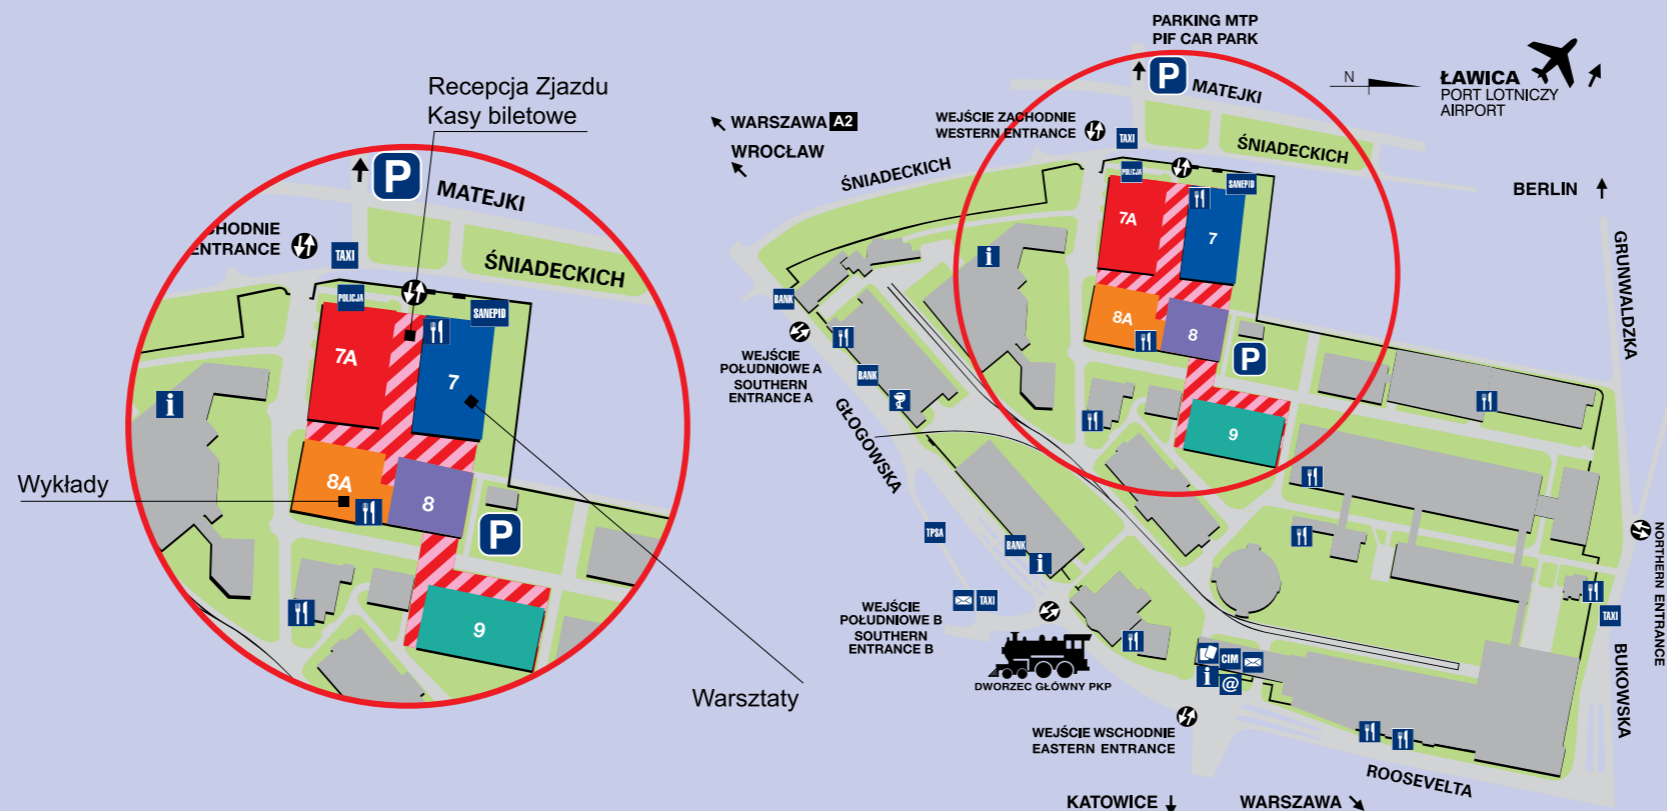 Recepcja Zjazdu
Kasy biletowe
P
MATEJKI
CHODNIE
ENTRANCE
TAXI
ŚNIADECKICH
POLICJA
SANEPID
7A
7
i
8A
8
P
9
Wykłady
Warsztaty
PARKING MTP
PIF CAR PARK
P
MATEJKI
N
ŁAWICA
PORT LOTNICZY
AIRPORT
WARSZAWA A2
WROCŁAW
WEJŚCIE ZACHODNIE
WESTERN ENTRANCE
TAXI
ŚNIADECKICH
ŚNIADECKICH
BERLIN
POLICJA
SANEPID
7A
7
i
8A
8
P
9
GRUNWALDZKA
BANK
WEJŚCIE
POŁUDNIOWE A
SOUTHERN
ENTRANCE A
BANK
GŁOGOWSKA
TPSA
BANK
i
WEJŚCIE
POŁUDNIOWE B
SOUTHERN
ENTRANCE B
TAXI
DWORZEC GŁÓWNY PKP
CIM
i
@
WEJŚCIE WSCHODNIE
EASTERN ENTRANCE
NORTHERN ENTRANCE
TAXI
BUKOWSKA
ROOSEVELTA
KATOWICE
WARSZAWA